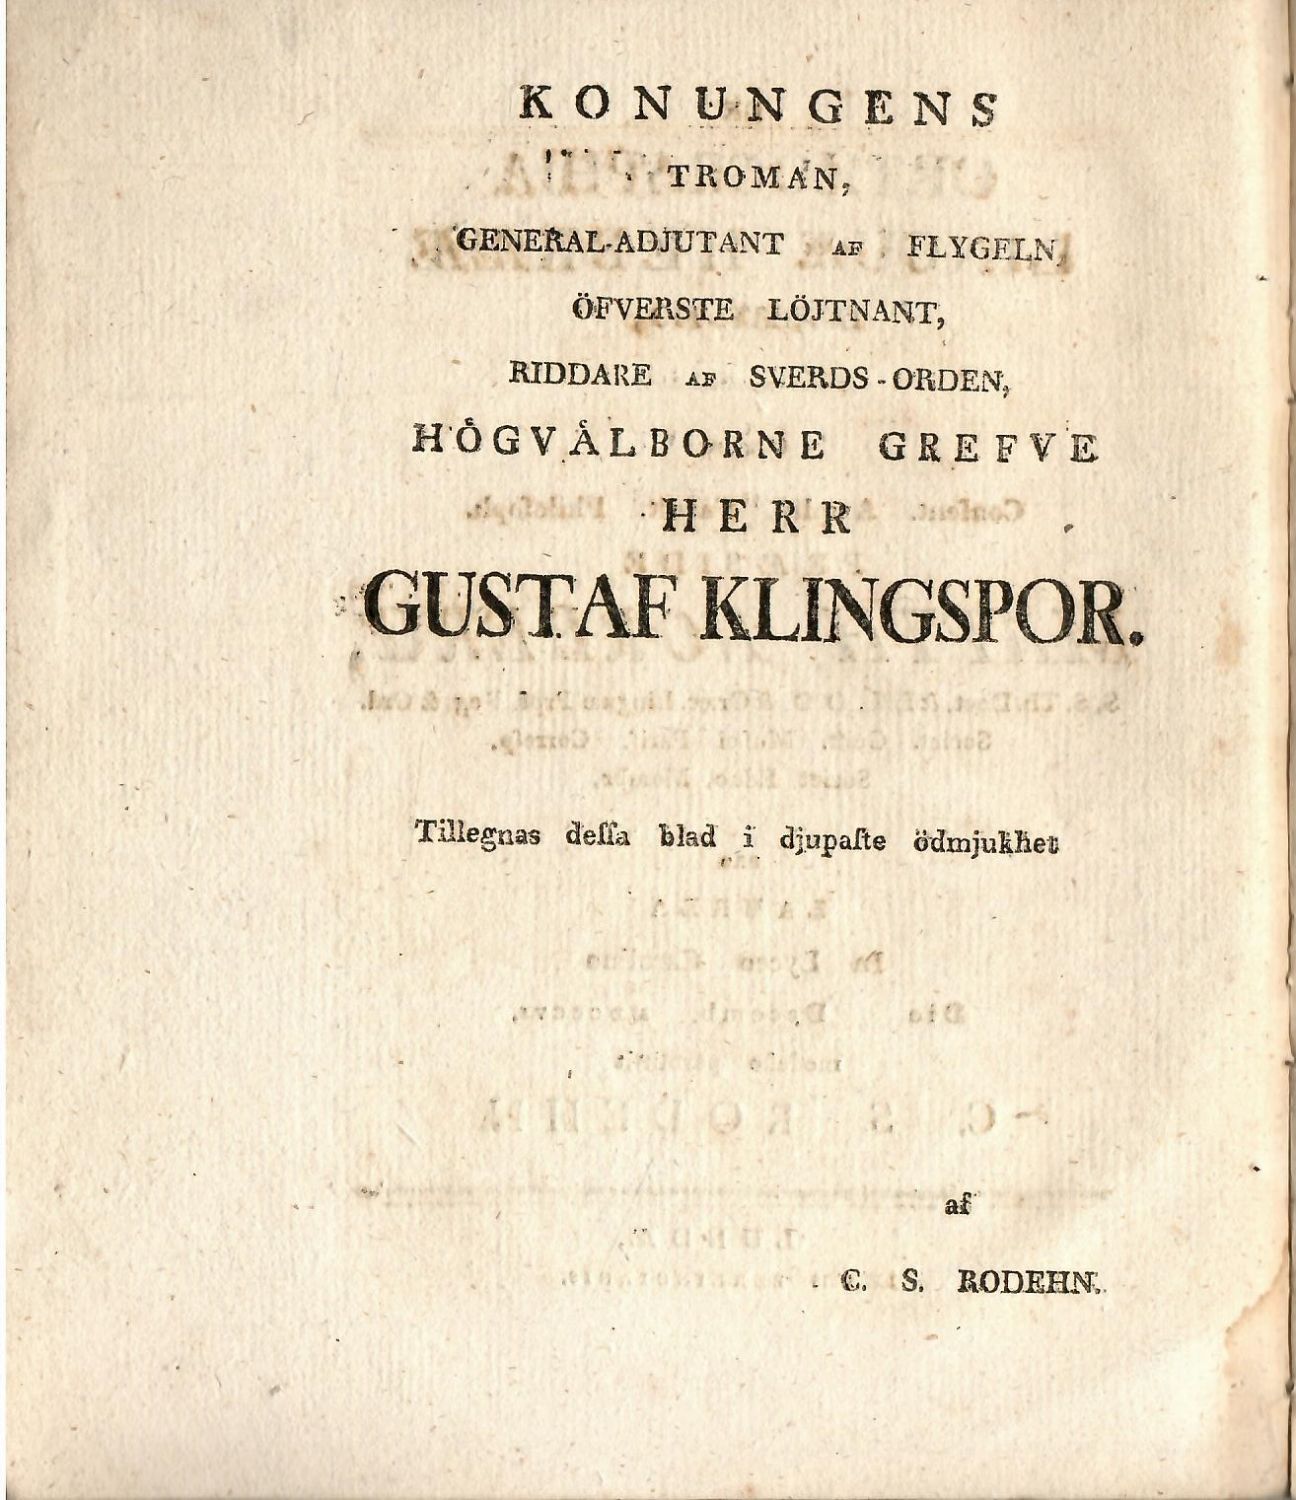 KONUNGENS
TROMAN,
GENERAL-ADJUTANT AF FLYGELN,
ÖFVERSTE LÖJTNANT,
RIDDARE AF SVERDS-ORDEN,
HÖGVÅLBORNE GREFVE
HERR
GUSTAF KLINGSPOR.
Tillegnas deſſa blad i djupaſte ödmjukhet
af
C. S. RODEHN.